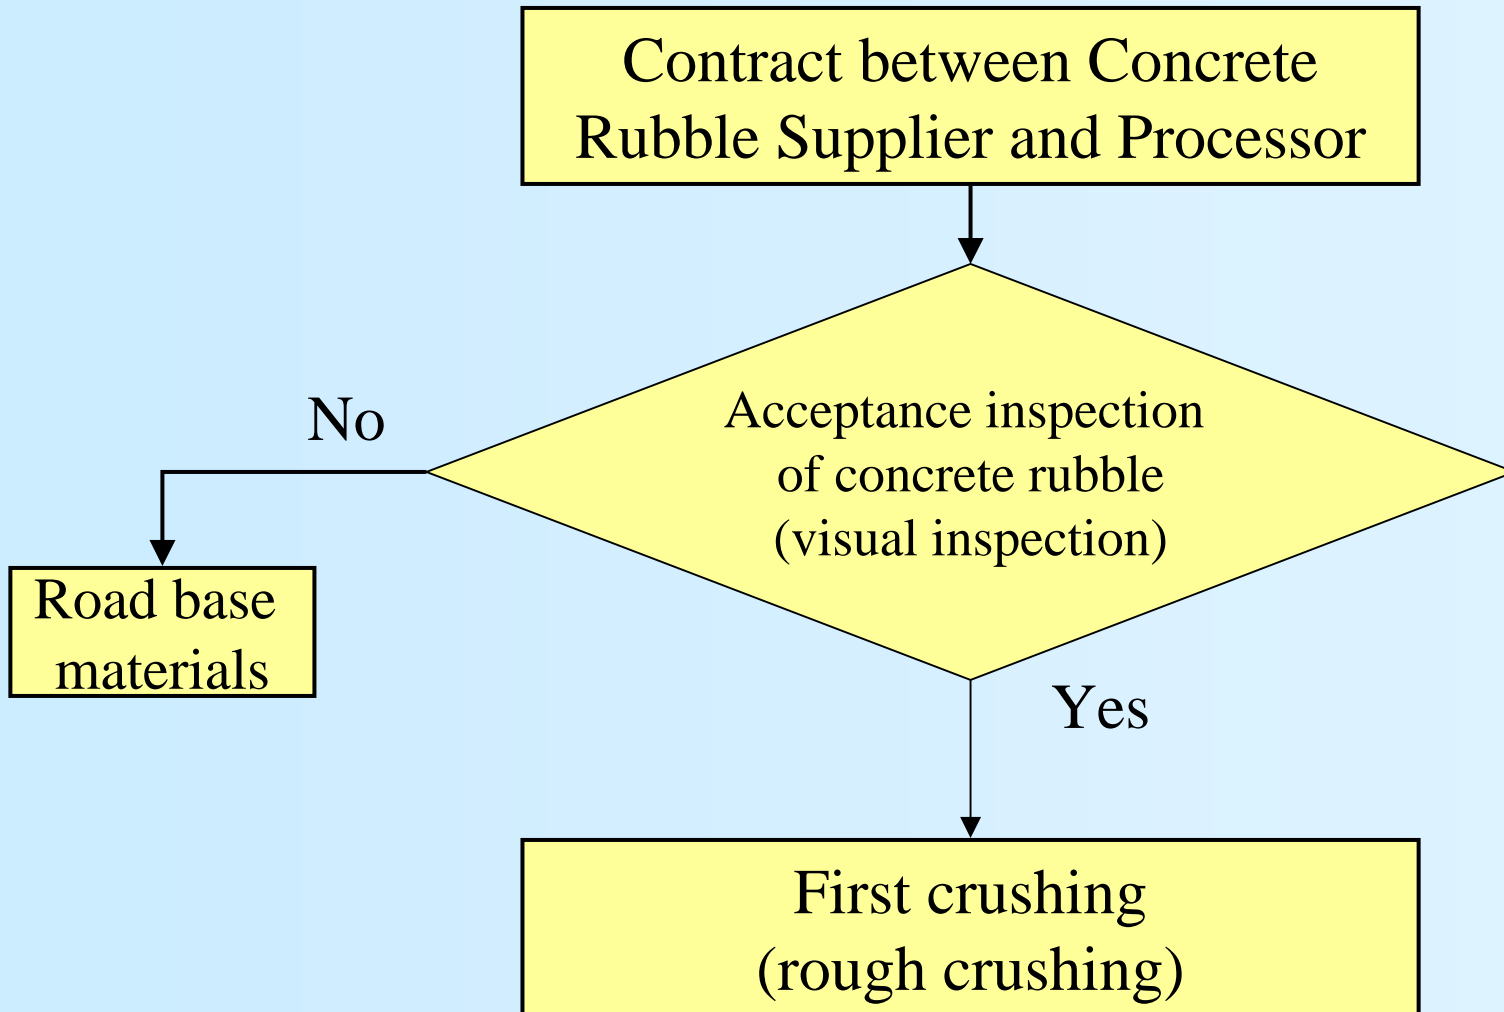 Contract between Concrete
Rubble Supplier and Processor
No
Acceptance inspection
of concrete rubble
(visual inspection)
Road base
materials
Yes
First crushing
(rough crushing)